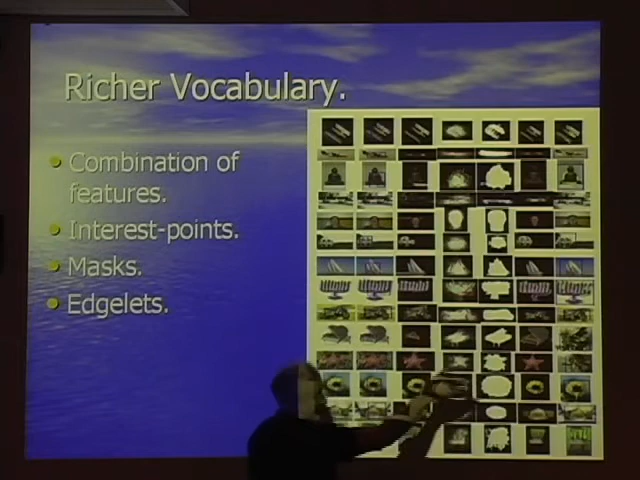 Richer Vocabulary.
Combination of
features.
Interest-points.
Masks.
Edgelets.